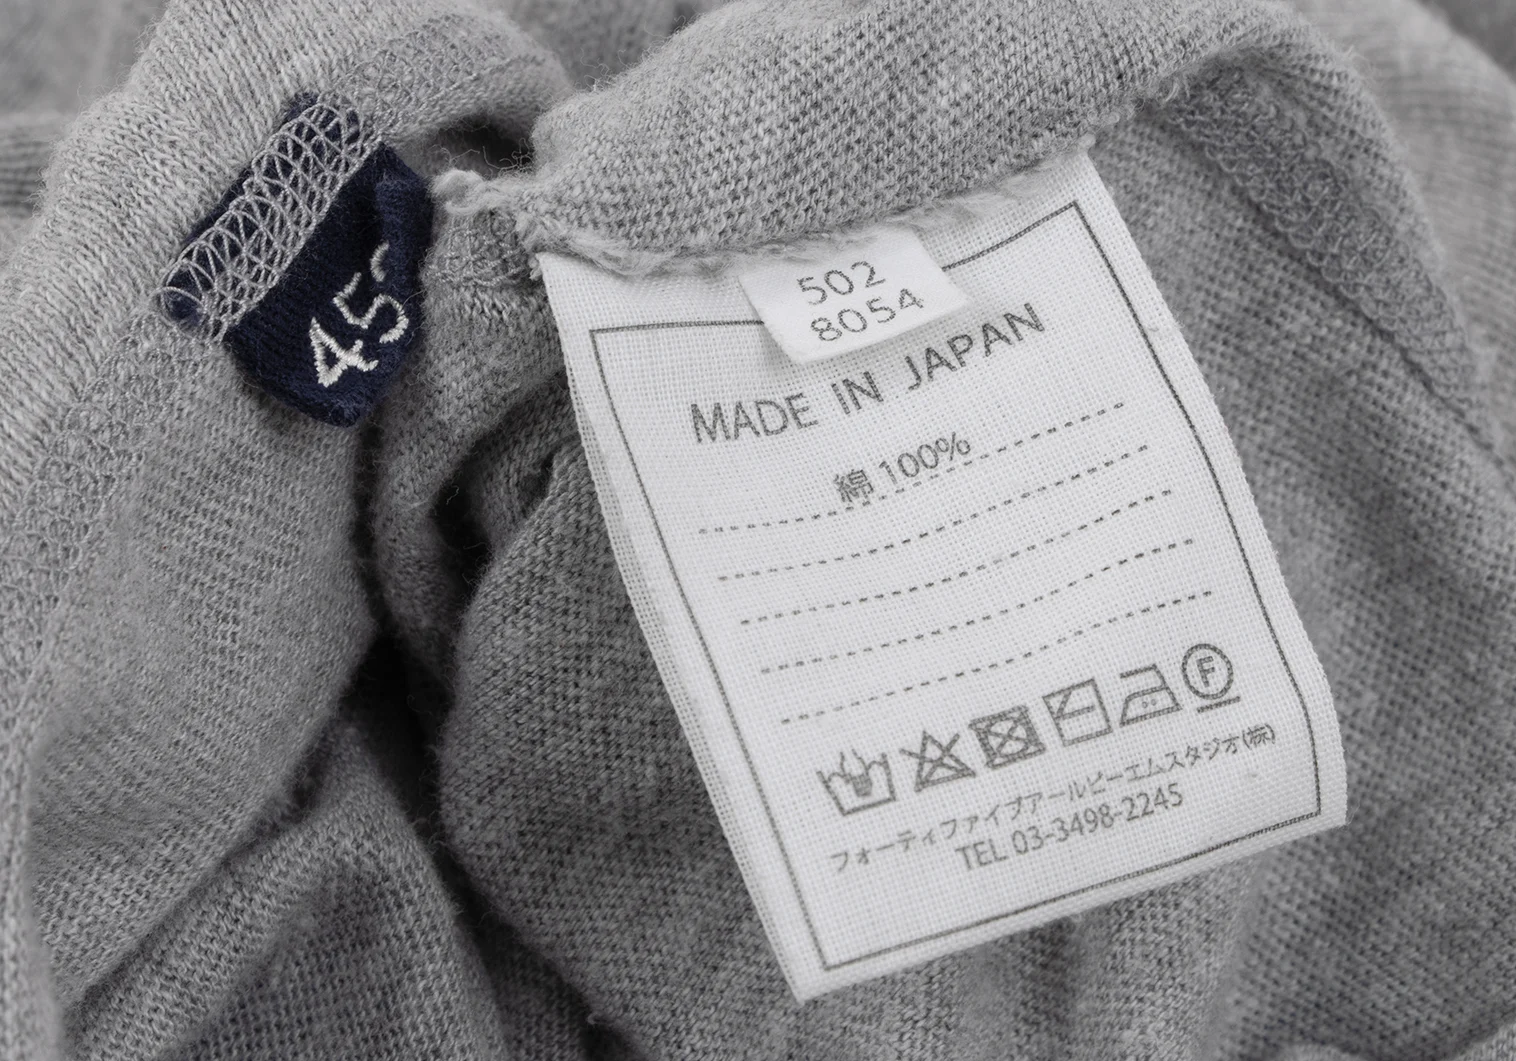 45
502
8054
MADE IN JAPAN
綿 100%
F
フォーティファイブアールピーエムスタジオ(株)
TEL 03-3498-2245